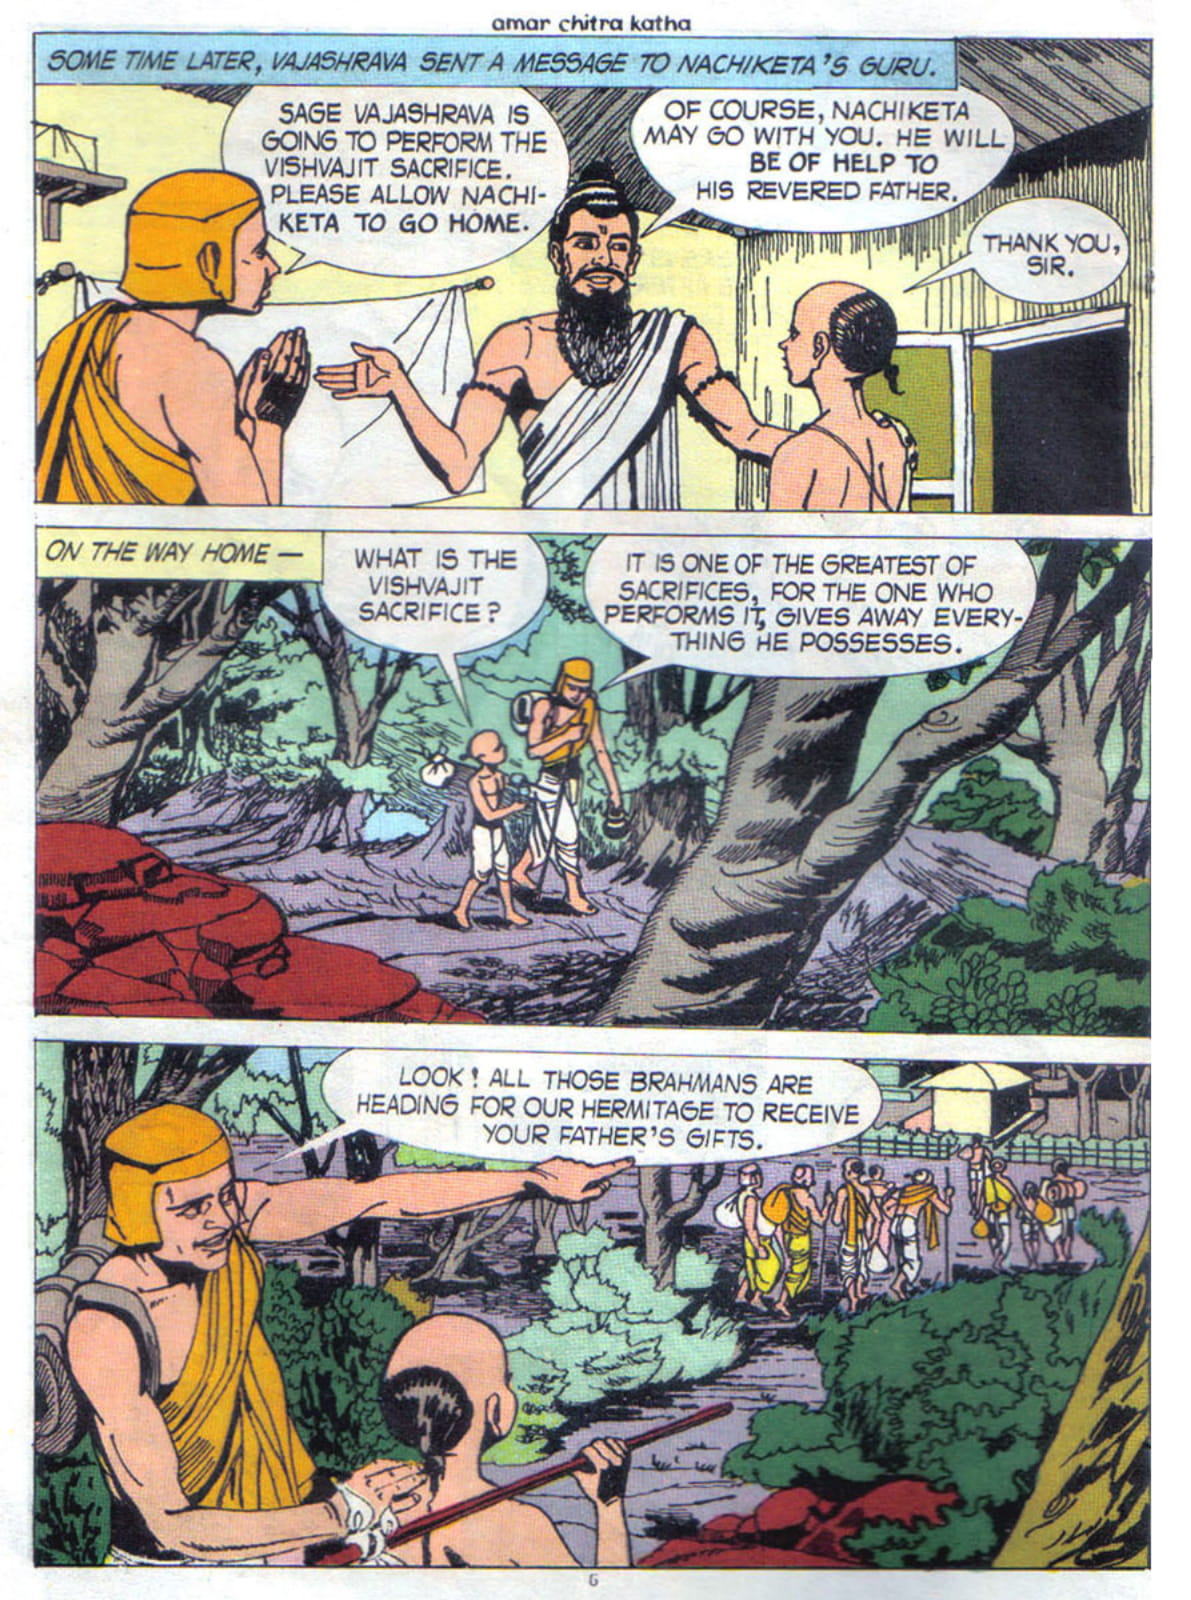 amar chitra katha
SOME TIME LATER, VAJASHRAVA SENT A MESSAGE TO NACHIKETA'S GURU.
SAGE VAJASHRAVA IS
GOING TO PERFORM THE
VISHVAJIT SACRIFICE.
PLEASE ALLOW NACHI-
KETA TO GO HOME.
OF COURSE, NACHIKETA
MAY GO WITH YOU. HE WILL
BE OF HELP TO
HIS REVERED FATHER.
THANK YOU,
SIR.
ON THE WAY HOME —
WHAT IS THE
VISHVAJIT
SACRIFICE?
IT IS ONE OF THE GREATEST OF
SACRIFICES, FOR THE ONE WHO
PERFORMS IT, GIVES AWAY EVERY-
THING HE POSSESSES.
LOOK! ALL THOSE BRAHMANS ARE
HEADING FOR OUR HERMITAGE TO RECEIVE
YOUR FATHER'S GIFTS.
6